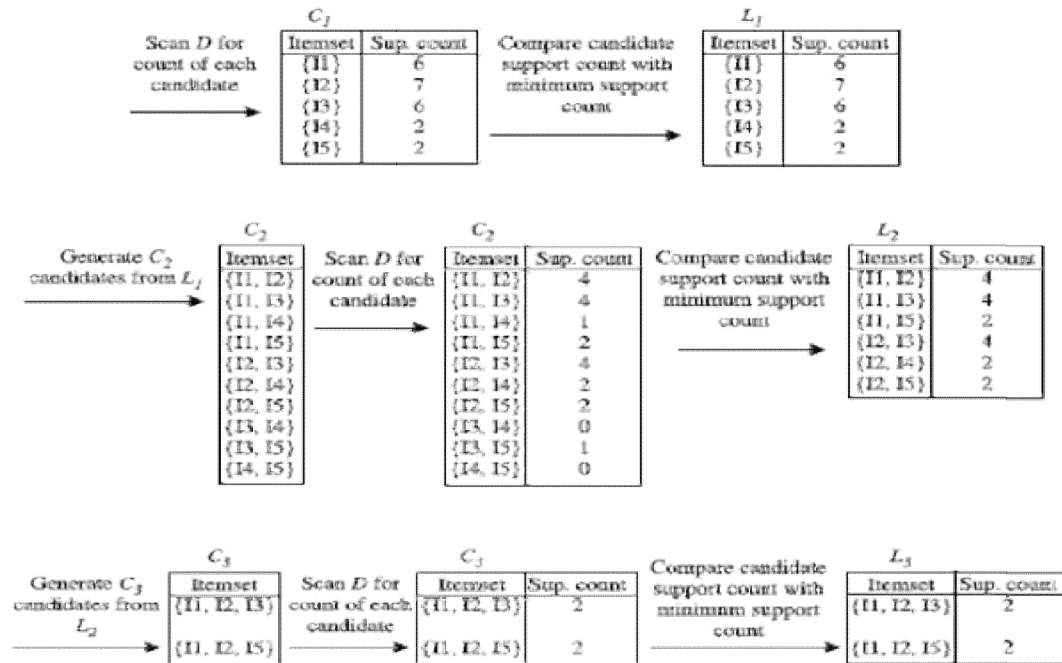 C1
L1
Scan D for
count of each
candidate
Itemset Sup. count
{I1} 6
{I2} 7
{I3} 6
{I4} 2
{I5} 2
Compare candidate
support count with
minimum support
count
Itemset Sup. count
{I1} 6
{I2} 7
{I3} 6
{I4} 2
{I5} 2
Generate C2
candidates from L1
C2
Itemset
{I1, I2}
{I1, I3}
{I1, I4}
{I1, I5}
{I2, I3}
{I2, I4}
{I2, I5}
{I3, I4}
{I3, I5}
{I4, I5}
Scan D for
count of each
candidate
C2
Itemset Sup. count
{I1, I2} 4
{I1, I3} 4
{I1, I4} 1
{I1, I5} 2
{I2, I3} 4
{I2, I4} 2
{I2, I5} 2
{I3, I4} 0
{I3, I5} 1
{I4, I5} 0
Compare candidate
support count with
minimum support
count
L2
Itemset Sup. count
{I1, I2} 4
{I1, I3} 4
{I1, I5} 2
{I2, I3} 4
{I2, I4} 2
{I2, I5} 2
Generate C3
candidates from
L2
C3
Itemset
{I1, I2, I3}
{I1, I2, I5}
Scan D for
count of each
candidate
C3
Itemset Sup. count
{I1, I2, I3} 2
{I1, I2, I5} 2
Compare candidate
support count with
minimum support
count
L3
Itemset Sup. count
{I1, I2, I3} 2
{I1, I2, I5} 2